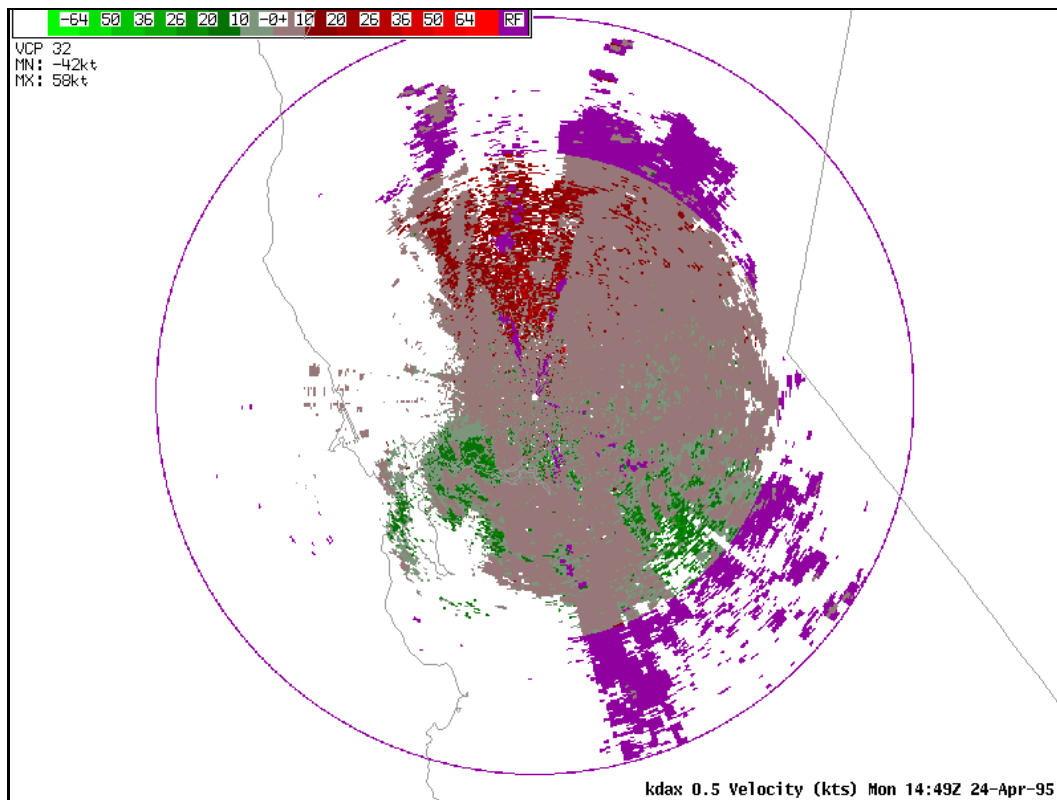 -64 50 36 26 20 10 -0+ 10 20 26 36 50 64 RF
VCP 32
MN: -42kt
MX: 58kt
kdax 0.5 Velocity (kts) Mon 14:49Z 24-Apr-95